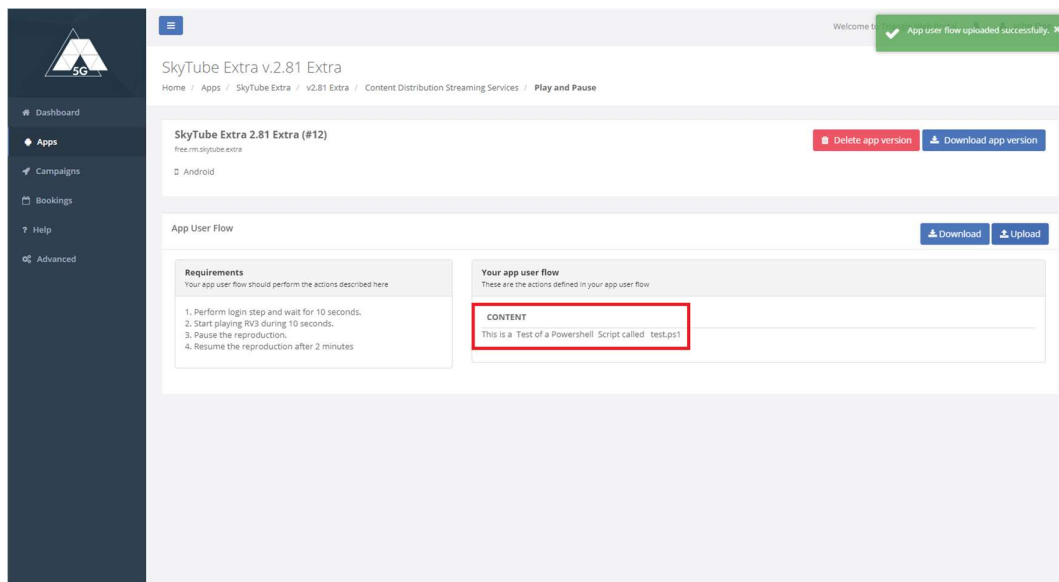 5G
Welcome to
App user flow uploaded successfully. ×
SkyTube Extra v.2.81 Extra
Home / Apps / SkyTube Extra / v2.81 Extra / Content Distribution Streaming Services / Play and Pause
Dashboard
Apps
Campaigns
Bookings
? Help
Advanced
SkyTube Extra 2.81 Extra (#12)
free.rm.skytube.extra
Android
Delete app version
Download app version
App User Flow
Download
Upload
Requirements
Your app user flow should perform the actions described here
1. Perform login step and wait for 10 seconds.
2. Start playing RV3 during 10 seconds.
3. Pause the reproduction.
4. Resume the reproduction after 2 minutes
Your app user flow
These are the actions defined in your app user flow
CONTENT
This is a Test of a Powershell Script called test.ps1